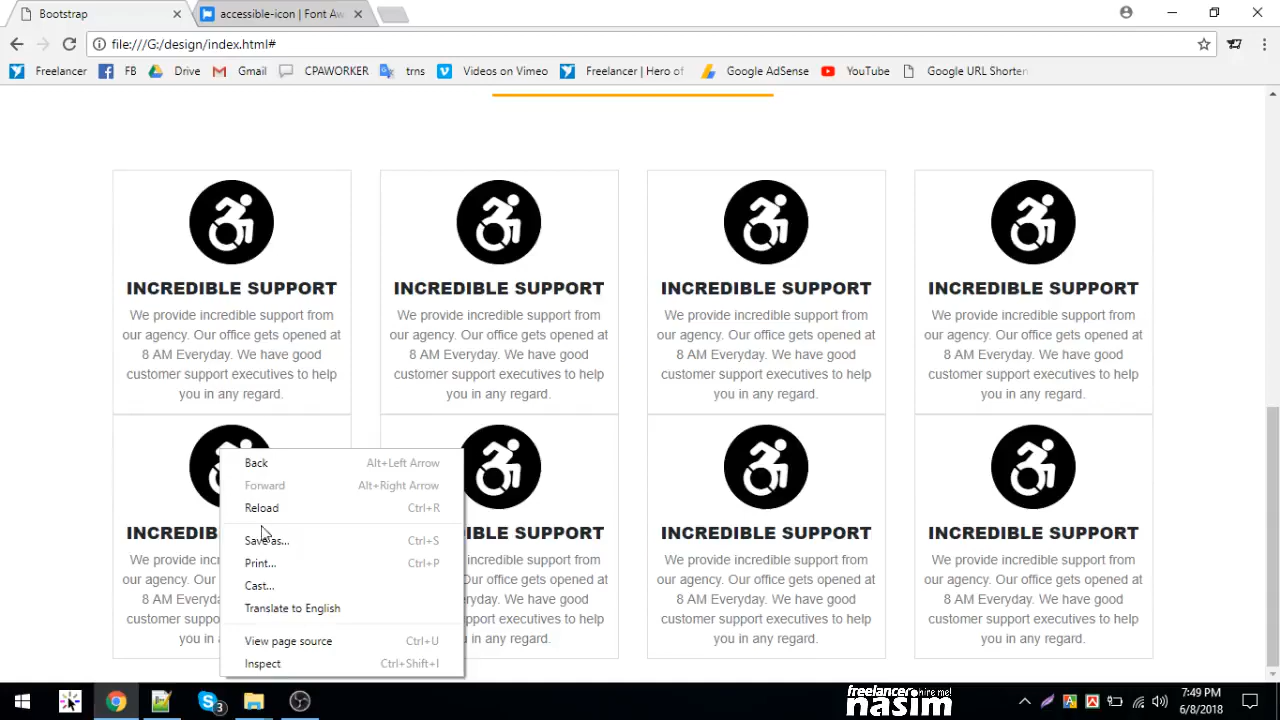 Bootstrap
accessible-icon | Font Aw
file:///G:/design/index.html#
Freelancer
FB
Drive
Gmail
CPAWORKER
trns
Videos on Vimeo
Freelancer | Hero of
Google AdSense
YouTube
Google URL Shorten
INCREDIBLE SUPPORT
We provide incredible support from
our agency. Our office gets opened at
8 AM Everyday. We have good
customer support executives to help
you in any regard.
INCREDIBLE SUPPORT
We provide incredible support from
our agency. Our office gets opened at
8 AM Everyday. We have good
customer support executives to help
you in any regard.
INCREDIBLE SUPPORT
We provide incredible support from
our agency. Our office gets opened at
8 AM Everyday. We have good
customer support executives to help
you in any regard.
INCREDIBLE SUPPORT
We provide incredible support from
our agency. Our office gets opened at
8 AM Everyday. We have good
customer support executives to help
you in any regard.
INCREDIB
We provide
our agency.
8 AM
customer
you in
Back Alt+Left Arrow
Forward Alt+Right Arrow
Reload Ctrl+R
Save as... Ctrl+S
Print... Ctrl+P
Cast...
Translate to English
View page source Ctrl+U
Inspect Ctrl+Shift+I
IBLE SUPPORT
incredible support from
office gets opened at
eryday. We have good
support executives to help
in any regard.
INCREDIBLE SUPPORT
We provide incredible support from
our agency. Our office gets opened at
8 AM Everyday. We have good
customer support executives to help
you in any regard.
INCREDIBLE SUPPORT
We provide incredible support from
our agency. Our office gets opened at
8 AM Everyday. We have good
customer support executives to help
you in any regard.
3
freelancer hire me!
nasim
7:49 PM
6/8/2018